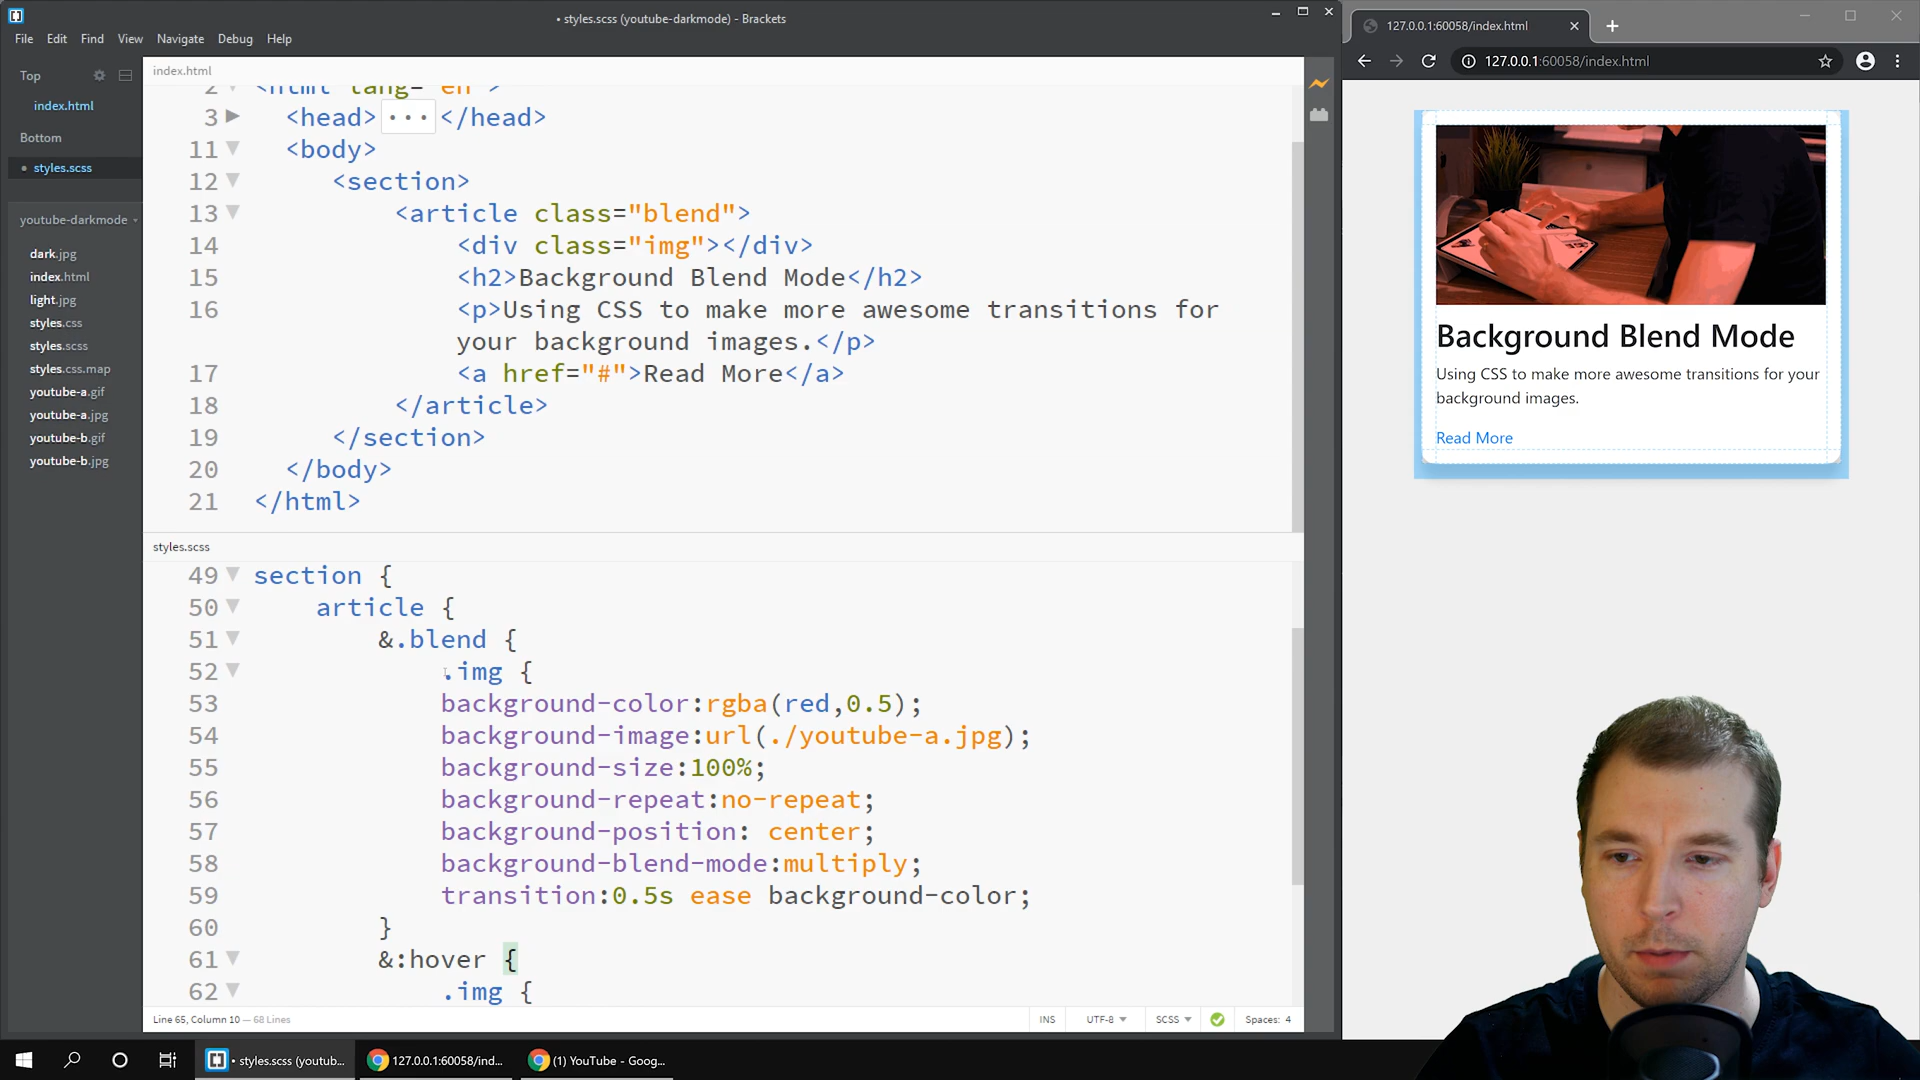 • styles.scss (youtube-darkmode) - Brackets
File Edit Find View Navigate Debug Help
Top
index.html
Bottom
• styles.scss
youtube-darkmode
dark.jpg
index.html
light.jpg
styles.css
styles.scss
styles.css.map
youtube-a.gif
youtube-a.jpg
youtube-b.gif
youtube-b.jpg
index.html
2 <html lang="en">
3 <head> ... </head>
11 <body>
12 <section>
13 <article class="blend">
14 <div class="img"></div>
15 <h2>Background Blend Mode</h2>
16 <p>Using CSS to make more awesome transitions for
your background images.</p>
17 <a href="#">Read More</a>
18 </article>
19 </section>
20 </body>
21 </html>
styles.scss
49 section {
50 article {
51 &.blend {
52 .img {
53 background-color:rgba(red,0.5);
54 background-image:url(./youtube-a.jpg);
55 background-size:100%;
56 background-repeat:no-repeat;
57 background-position: center;
58 background-blend-mode:multiply;
59 transition:0.5s ease background-color;
60 }
61 &:hover {
62 .img {
Line 65, Column 10 — 68 Lines
INS UTF-8 SCSS Spaces: 4
127.0.0.1:60058/index.html
127.0.0.1:60058/index.html
Background Blend Mode
Using CSS to make more awesome transitions for your
background images.
Read More
• styles.scss (youtub...
127.0.0.1:60058/ind...
(1) YouTube - Goog...